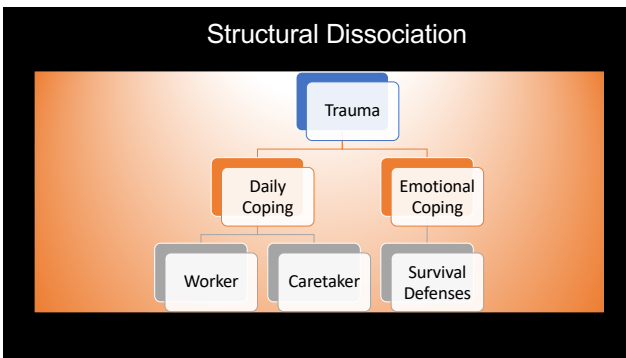 Structural Dissociation
Trauma
Daily
Coping
Emotional
Coping
Worker
Caretaker
Survival
Defenses